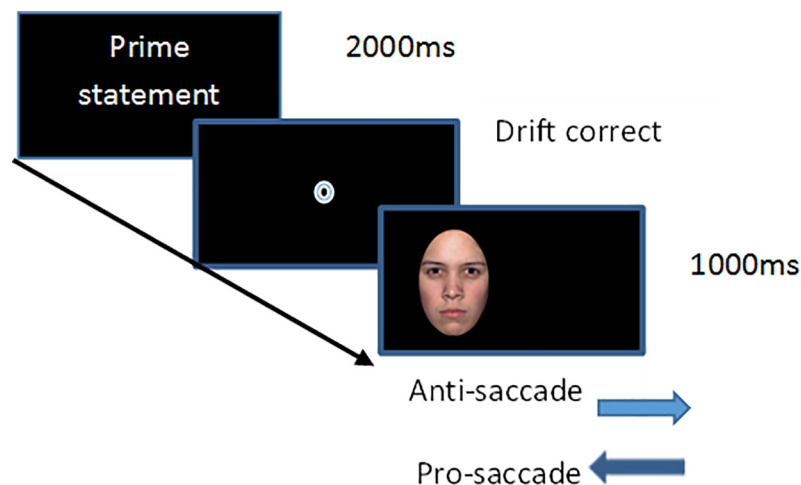 Prime
statement
2000ms
Drift correct
1000ms
Anti-saccade
Pro-saccade